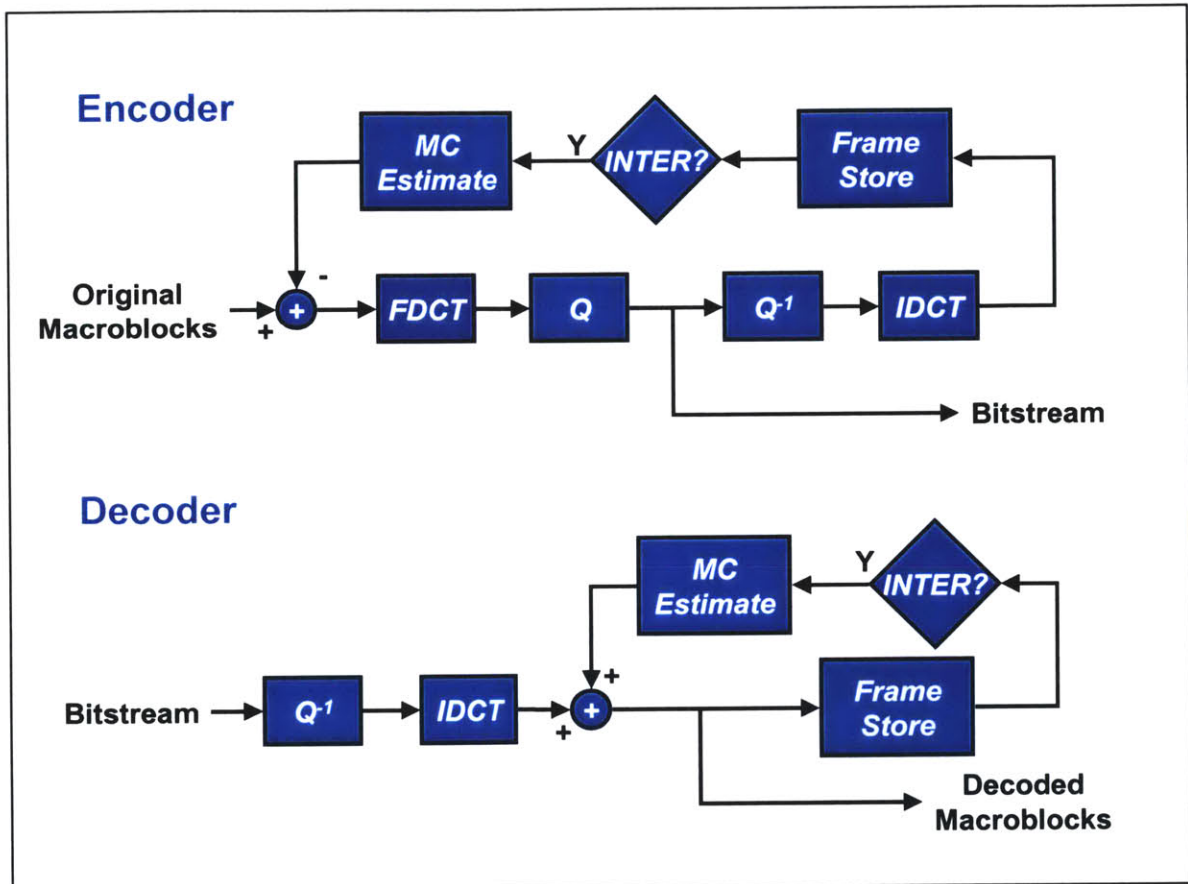 Encoder
MC
Estimate
Y
INTER?
Frame
Store
-
Original
Macroblocks
+
+
FDCT
Q
Q-1
IDCT
Bitstream
Decoder
MC
Estimate
Y
INTER?
Bitstream
Q-1
IDCT
+
+
+
Frame
Store
Decoded
Macroblocks